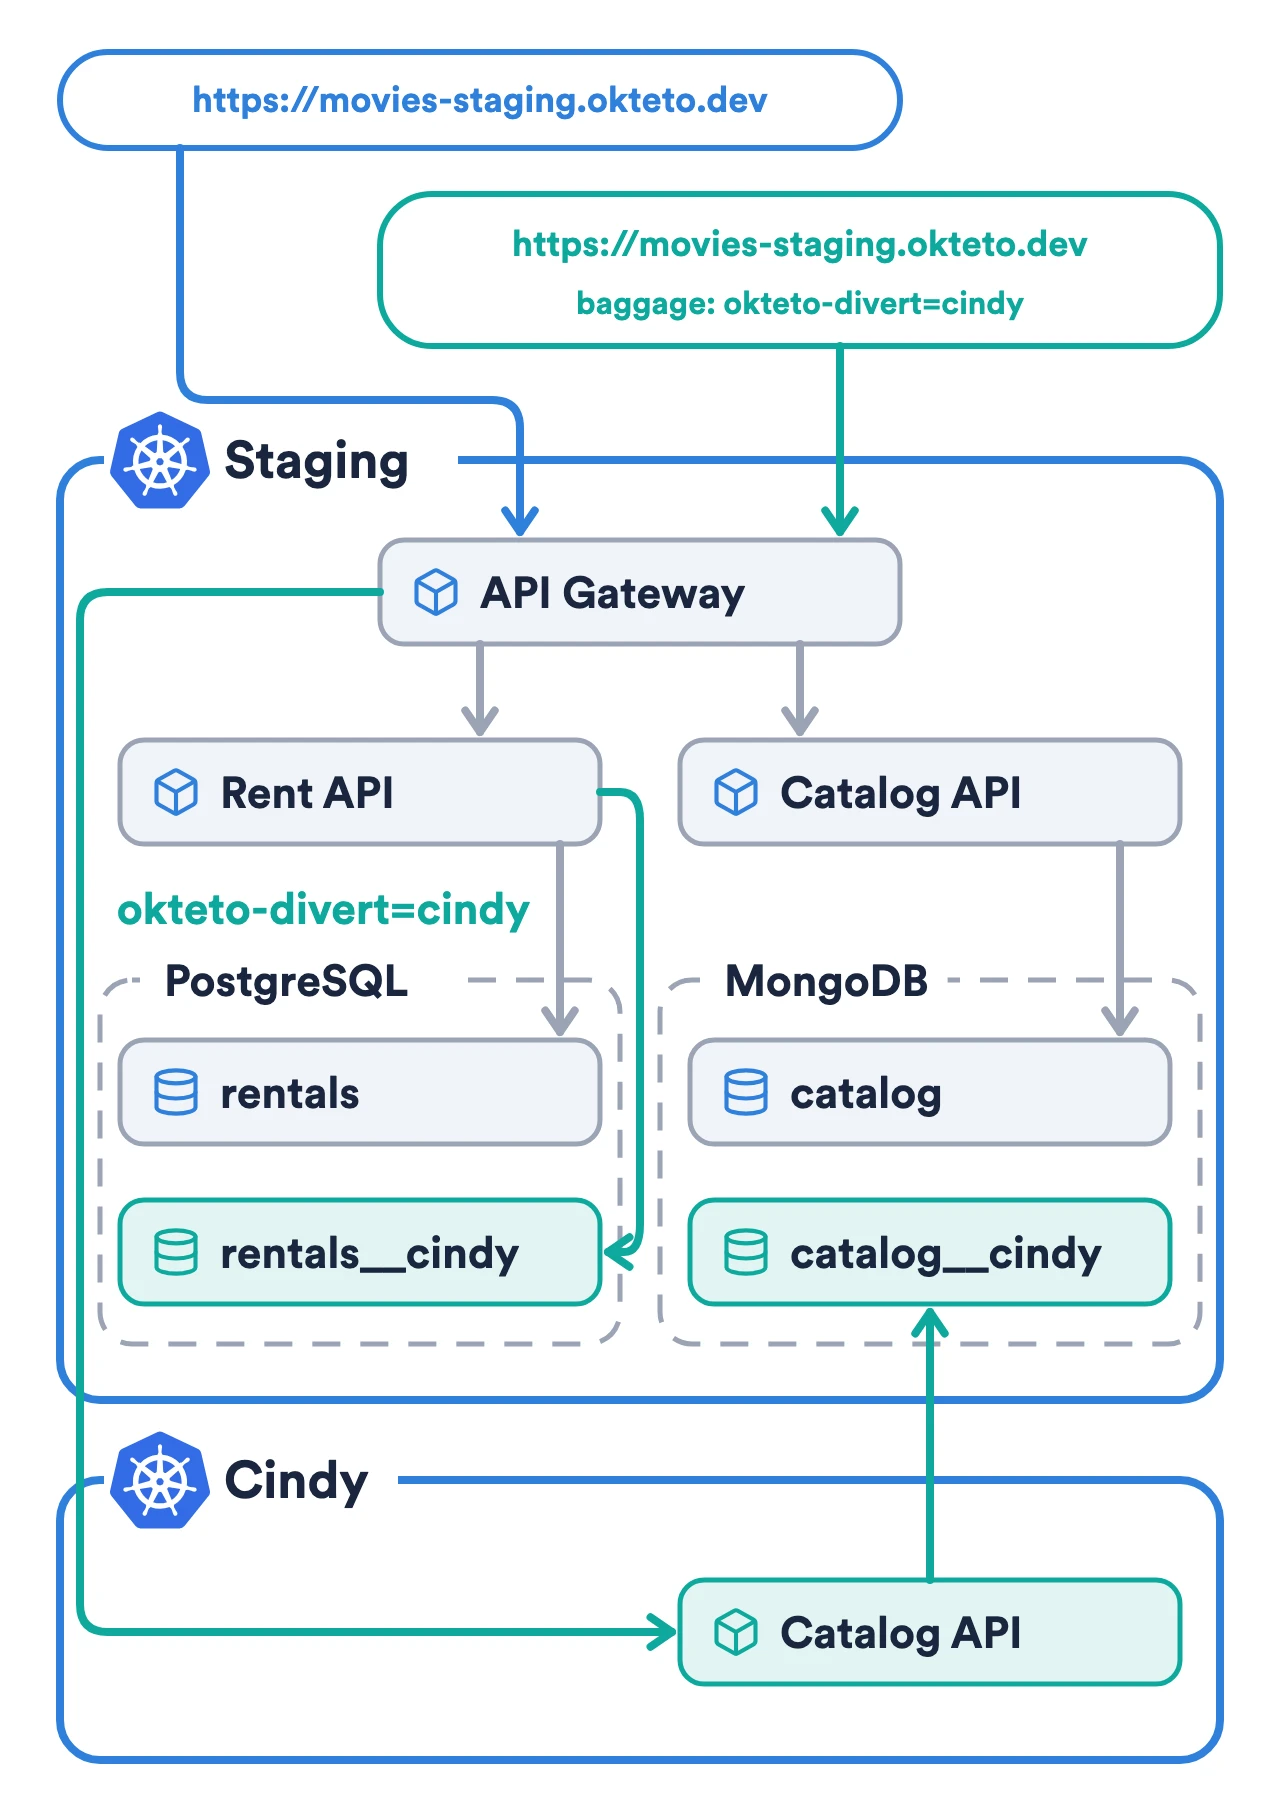 https://movies-staging.okteto.dev
https://movies-staging.okteto.dev
baggage: okteto-divert=cindy
Staging
API Gateway
Rent API
Catalog API
okteto-divert=cindy
PostgreSQL
MongoDB
rentals
catalog
rentals__cindy
catalog__cindy
Cindy
Catalog API